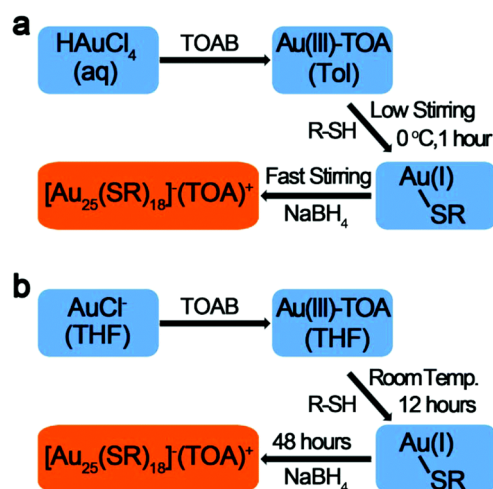 a
HAuCl₄
(aq)
TOAB
Au(III)-TOA
(Tol)
R-SH
Low Stirring
0 °C,1 hour
Au(I)
SR
Fast Stirring
NaBH₄
[Au₂₅(SR)₁₈]⁻(TOA)⁺
b
AuCl⁻
(THF)
TOAB
Au(III)-TOA
(THF)
R-SH
Room Temp.
12 hours
Au(I)
SR
48 hours
NaBH₄
[Au₂₅(SR)₁₈]⁻(TOA)⁺